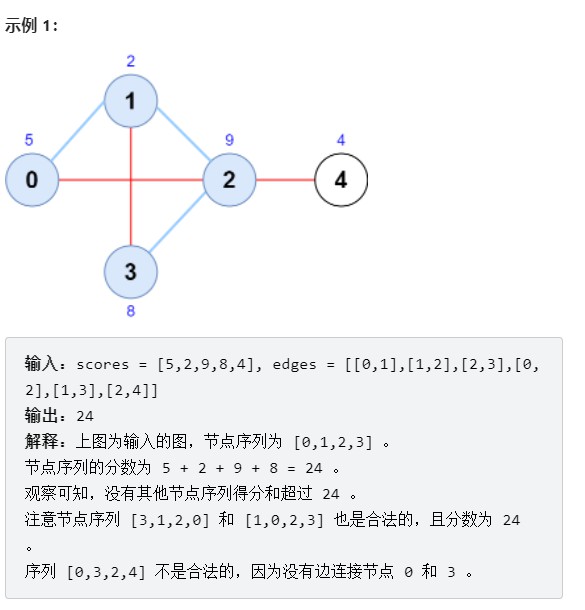 示例 1：
2
1
5
9
4
0
2
4
3
8
输入：scores = [5,2,9,8,4], edges = [[0,1],[1,2],[2,3],[0,
2],[1,3],[2,4]]
输出：24
解释：上图为输入的图，节点序列为 [0,1,2,3] 。
节点序列的分数为 5 + 2 + 9 + 8 = 24 。
观察可知，没有其他节点序列得分和超过 24 。
注意节点序列 [3,1,2,0] 和 [1,0,2,3] 也是合法的，且分数为 24
。
序列 [0,3,2,4] 不是合法的，因为没有边连接节点 0 和 3 。